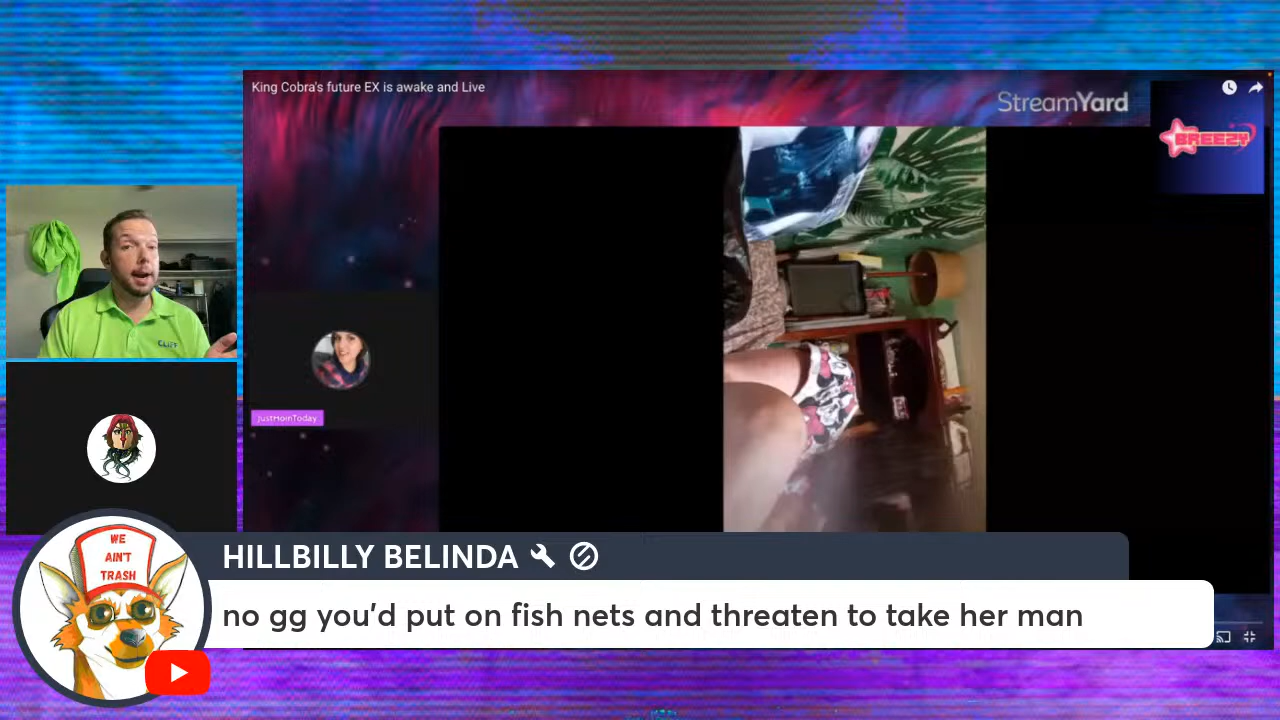 King Cobra's future EX is awake and Live
StreamYard
BREEZY
CLIFF
JustMomToday
WE
AIN'T
TRASH
HILLBILLY BELINDA
no gg you'd put on fish nets and threaten to take her man